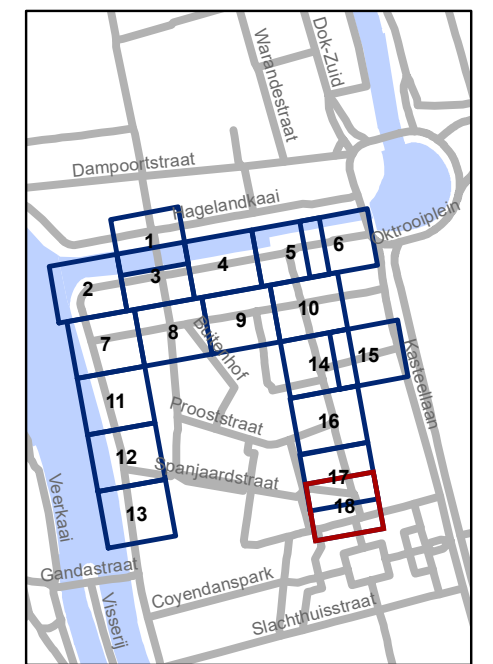 Warandestraat
Dok-Zuid
Dampoortstraat
Hagelandkaai
Oktrooiplein
1
2
3
4
5
6
7
8
9
10
Buitenhof
11
14
15
Kasteellaan
Prooststraat
16
12
Spanjaardstraat
17
18
13
Veerkaai
Gandastraat
Coyendanspark
Visserij
Slachthuisstraat